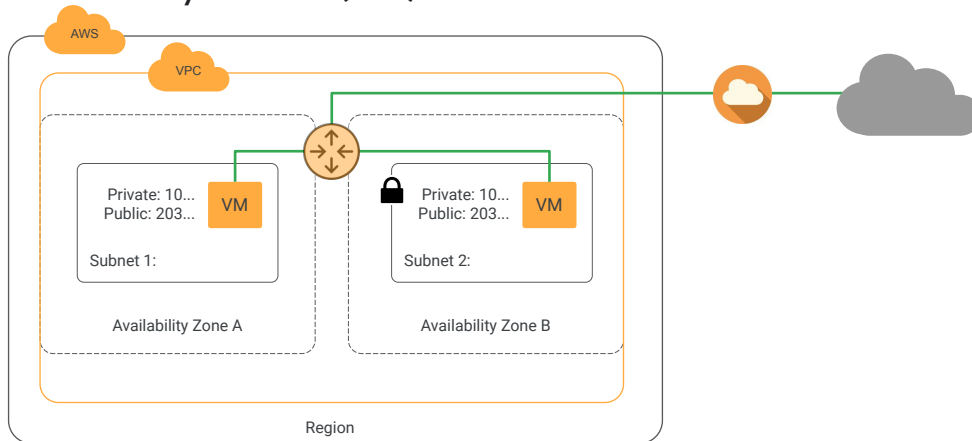 AWS
VPC
Private: 10...
Public: 203...
VM
Subnet 1:
Availability Zone A
Private: 10...
Public: 203...
VM
Subnet 2:
Availability Zone B
Region